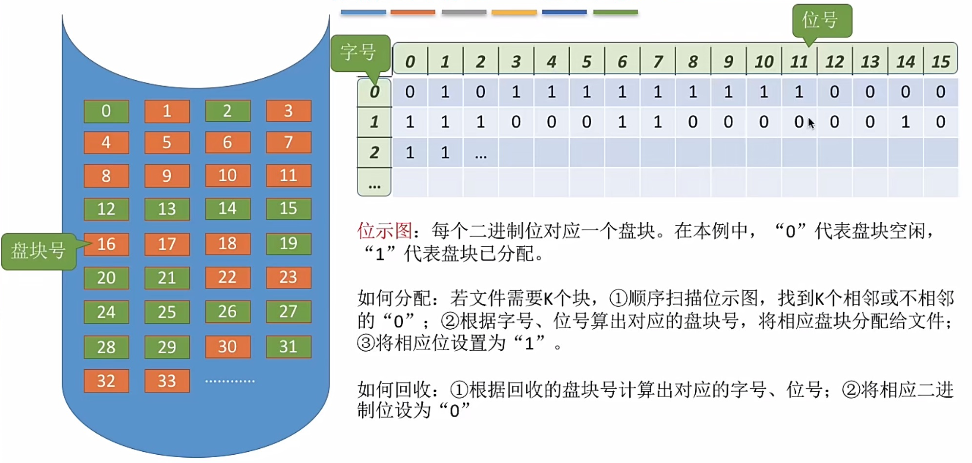 位号
字号
0 1 2 3 4 5 6 7 8 9 10 11 12 13 14 15
0 0 1 0 1 1 1 1 1 1 1 1 1 0 0 0 0
1 1 1 1 0 0 0 1 1 0 0 0 0 0 0 1 0
2 1 1 …
…
0 1 2 3
4 5 6 7
8 9 10 11
12 13 14 15
盘块号
16 17 18 19
20 21 22 23
24 25 26 27
28 29 30 31
32 33 …………
位示图：每个二进制位对应一个盘块。在本例中，“0”代表盘块空闲，
“1”代表盘块已分配。
如何分配：若文件需要K个块，①顺序扫描位示图，找到K个相邻或不相邻
的“0”；②根据字号、位号算出对应的盘块号，将相应盘块分配给文件；
③将相应位设置为“1”。
如何回收：①根据回收的盘块号计算出对应的字号、位号；②将相应二进
制位设为“0”